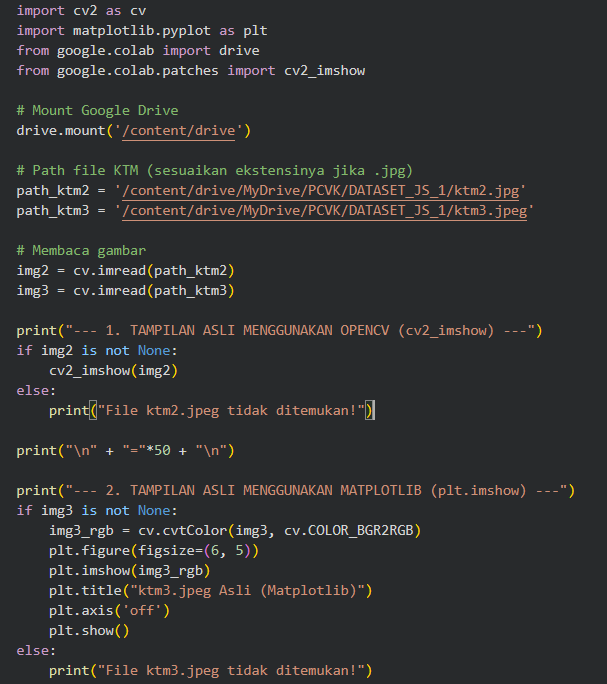 import cv2 as cv
import matplotlib.pyplot as plt
from google.colab import drive
from google.colab.patches import cv2_imshow

# Mount Google Drive
drive.mount('/content/drive')

# Path file KTM (sesuaikan ekstensinya jika .jpg)
path_ktm2 = '/content/drive/MyDrive/PCVK/DATASET_JS_1/ktm2.jpg'
path_ktm3 = '/content/drive/MyDrive/PCVK/DATASET_JS_1/ktm3.jpeg'

# Membaca gambar
img2 = cv.imread(path_ktm2)
img3 = cv.imread(path_ktm3)

print("--- 1. TAMPILAN ASLI MENGGUNAKAN OPENCV (cv2_imshow) ---")
if img2 is not None:
    cv2_imshow(img2)
else:
    print("File ktm2.jpeg tidak ditemukan!")

print("\n" + "="*50 + "\n")

print("--- 2. TAMPILAN ASLI MENGGUNAKAN MATPLOTLIB (plt.imshow) ---")
if img3 is not None:
    img3_rgb = cv.cvtColor(img3, cv.COLOR_BGR2RGB)
    plt.figure(figsize=(6, 5))
    plt.imshow(img3_rgb)
    plt.title("ktm3.jpeg Asli (Matplotlib)")
    plt.axis('off')
    plt.show()
else:
    print("File ktm3.jpeg tidak ditemukan!")